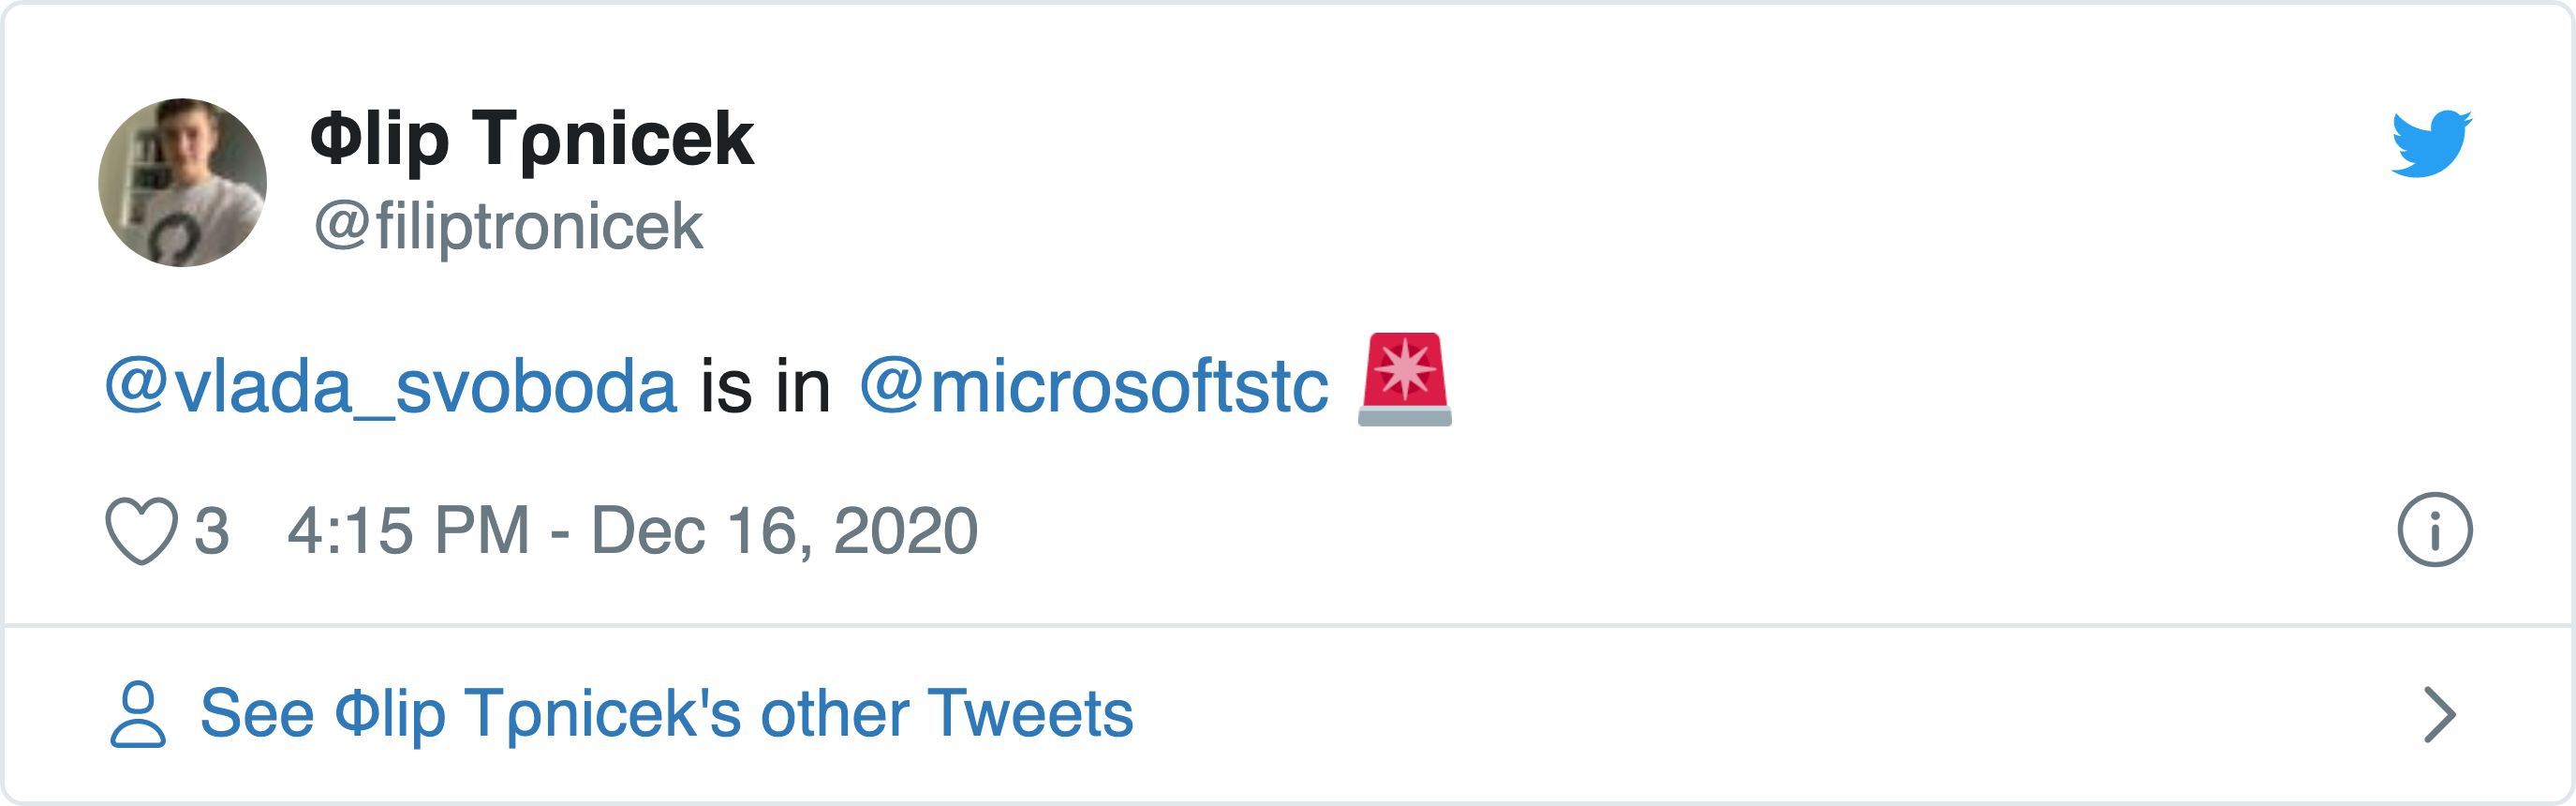 Φlip Tρnicek
@filiptronicek
@vlada_svoboda is in @microsoftstc 🚨
3 4:15 PM - Dec 16, 2020
See Φlip Tρnicek's other Tweets